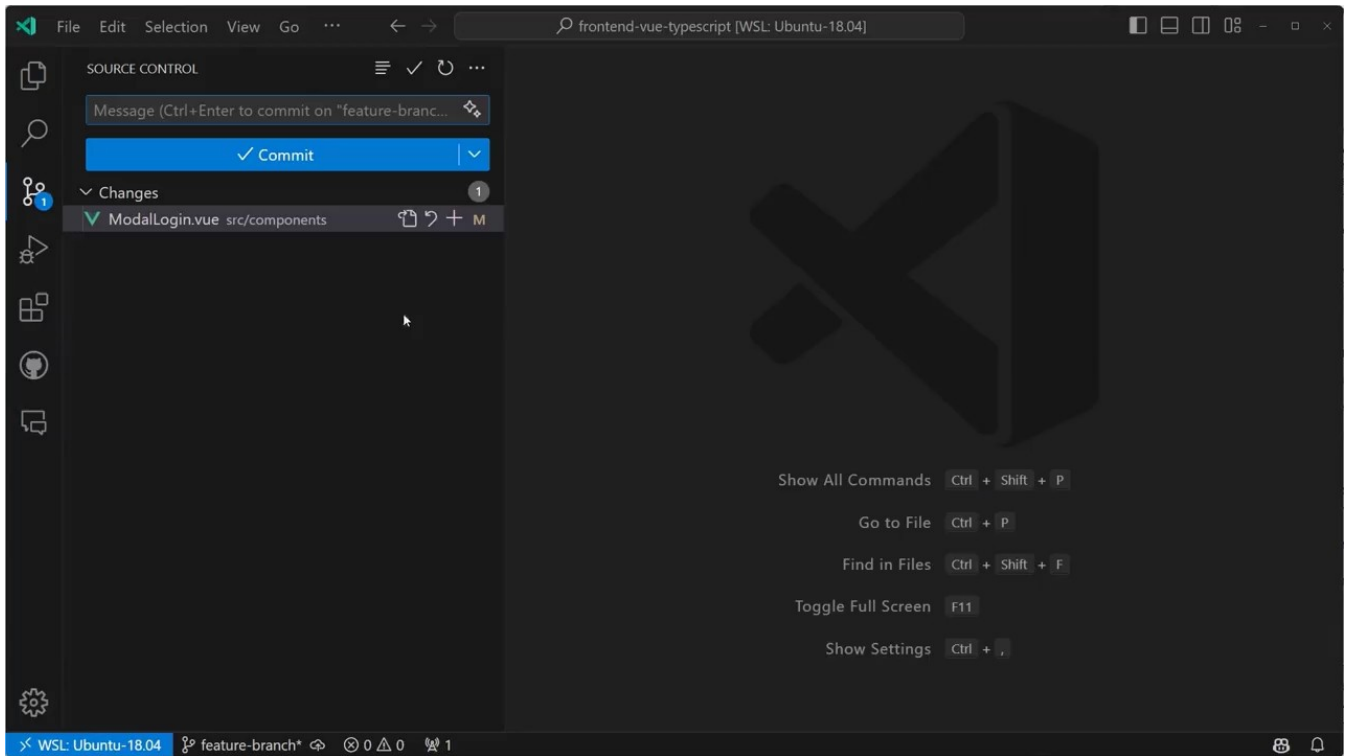 File Edit Selection View Go ··· frontend-vue-typescript [WSL: Ubuntu-18.04]
SOURCE CONTROL
Message (Ctrl+Enter to commit on "feature-branc...
Commit
Changes 1
ModalLogin.vue src/components M
1
Show All Commands Ctrl + Shift + P
Go to File Ctrl + P
Find in Files Ctrl + Shift + F
Toggle Full Screen F11
Show Settings Ctrl + ,
WSL: Ubuntu-18.04 feature-branch* 0 0 1